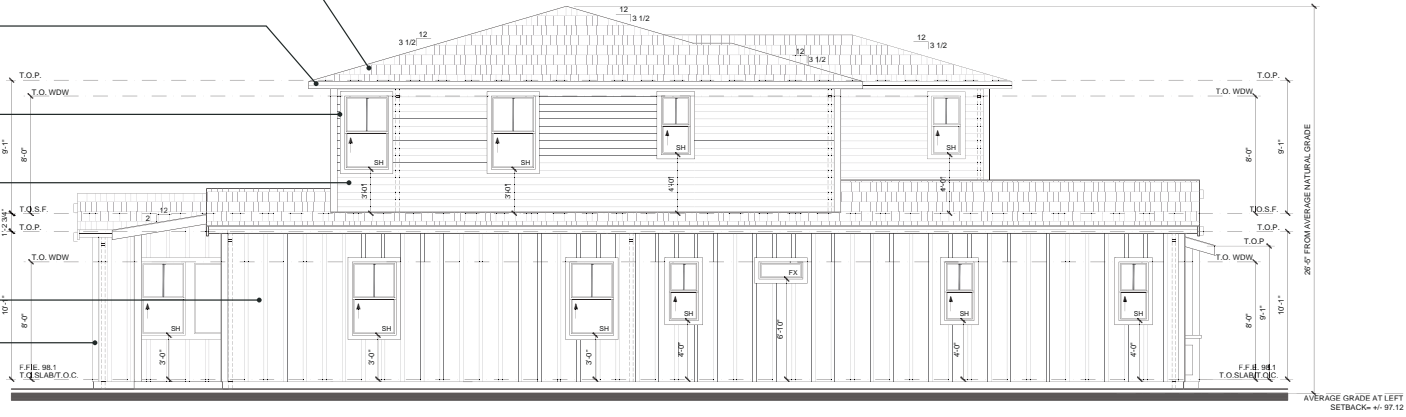 12
3 1/2
12
3 1/2
12
3 1/2
12
3 1/2
T.O.P.
T.O. WDW
9'-1"
8'-0"
T.O.S.F.
T.O.P.
1'-2 3/4"
T.O. WDW
10'-1"
8'-0"
F.F.E. 98.1
T.O.SLAB/T.O.C.
12
2
SH
SH
SH
SH
3'-0"
3'-0"
4'-0"
4'-0"
SH
SH
SH
SH
FX
SH
SH
3'-0"
3'-0"
3'-0"
4'-0"
6'-10"
4'-0"
4'-0"
T.O.P.
T.O. WDW
8'-0"
9'-1"
T.O.S.F.
T.O.P.
T.O.P
T.O. WDW
8'-0"
9'-1"
10'-1"
F.F.E. 98.1
T.O.SLAB/T.O.C.
26'-5" FROM AVERAGE NATURAL GRADE
AVERAGE GRADE AT LEFT
SETBACK= +/- 97.12